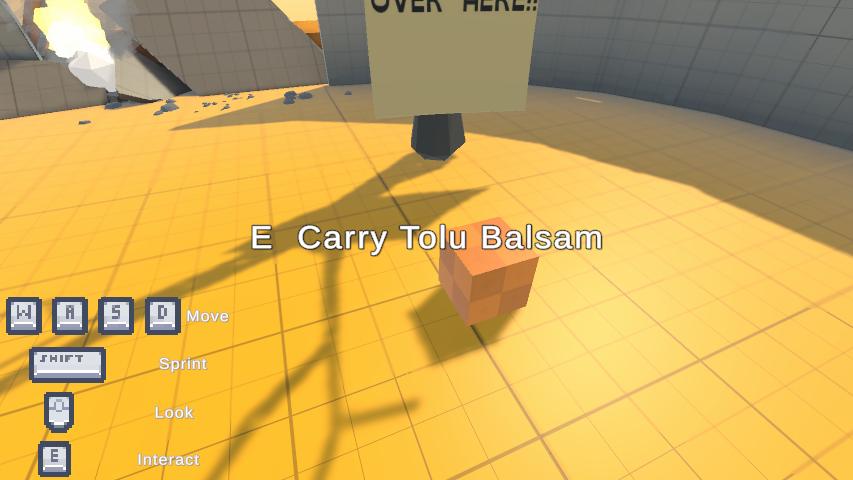 OVER HERE!!
E Carry Tolu Balsam
W A S D Move
SHIFT Sprint
Look
E Interact